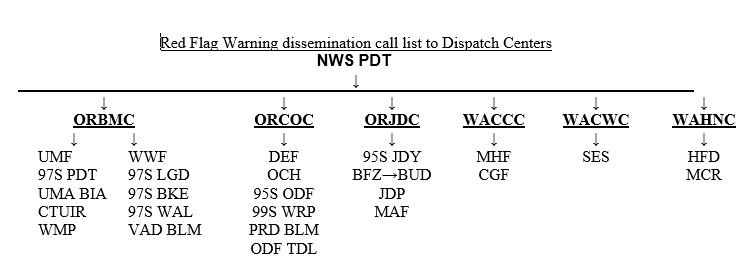 Red Flag Warning dissemination call list to Dispatch Centers
NWS PDT
↓
↓ ↓ ↓ ↓ ↓ ↓
ORBMC ORCOC ORJDC WACCC WACWC WAHNC
↓ ↓ ↓ ↓ ↓ ↓ ↓
UMF WWF DEF 95S JDY MHF SES HFD
97S PDT 97S LGD OCH BFZ→BUD CGF MCR
UMA BIA 97S BKE 95S ODF JDP
CTUIR 97S WAL 99S WRP MAF
WMP VAD BLM PRD BLM
ODF TDL